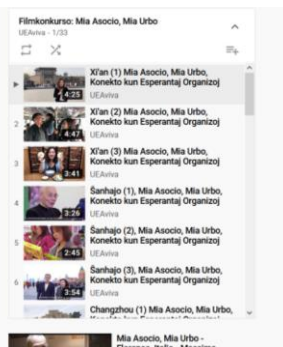 Filmkonkurso: Mia Asocio, Mia Urbo
UEAviva - 1/33
Xi'an (1) Mia Asocio, Mia Urbo,
Konekto kun Esperantaj Organizoj
UEAviva
4:25
2
Xi'an (2) Mia Asocio, Mia Urbo,
Konekto kun Esperantaj Organizoj
UEAviva
4:47
3
Xi'an (3) Mia Asocio, Mia Urbo,
Konekto kun Esperantaj Organizoj
UEAviva
3:41
4
Ŝanhajo (1), Mia Asocio, Mia Urbo,
Konekto kun Esperantaj Organizoj
UEAviva
3:26
5
Ŝanhajo (2), Mia Asocio, Mia Urbo,
Konekto kun Esperantaj Organizoj
UEAviva
2:45
6
Ŝanhajo (3), Mia Asocio, Mia Urbo,
Konekto kun Esperantaj Organizoj
UEAviva
3:54
Changzhou (1) Mia Asocio, Mia Urbo,
Konekto kun Esperantaj Organizoj
Mia Asocio, Mia Urbo -